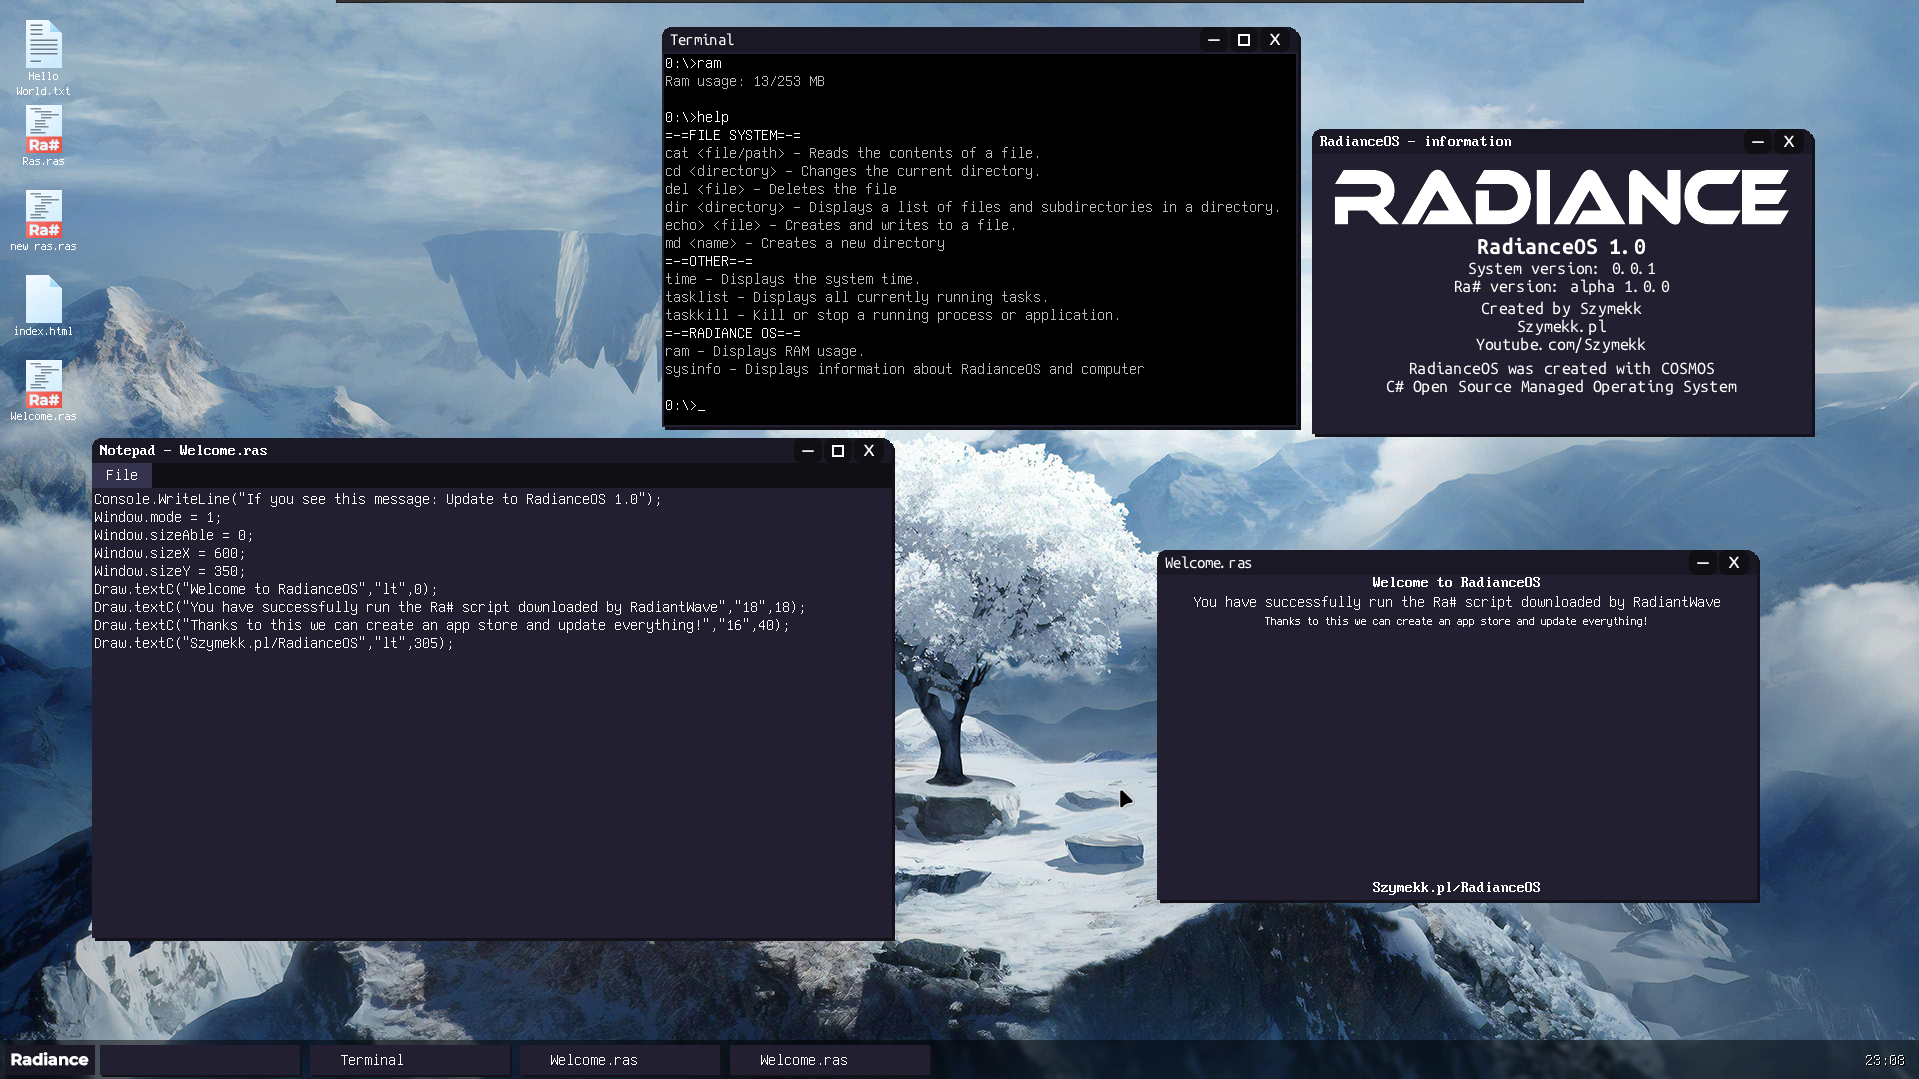 Hello
World.txt
Ra#
Ras.ras
Ra#
new ras.ras
index.html
Ra#
Welcome.ras
Terminal
0:\>ram
Ram usage: 13/253 MB
0:\>help
=-=FILE SYSTEM=-=
cat <file/path> - Reads the contents of a file.
cd <directory> - Changes the current directory.
del <file> - Deletes the file
dir <directory> - Displays a list of files and subdirectories in a directory.
echo> <file> - Creates and writes to a file.
md <name> - Creates a new directory
=-=OTHER=-=
time - Displays the system time.
tasklist - Displays all currently running tasks.
taskkill - Kill or stop a running process or application.
=-=RADIANCE OS=-=
ram - Displays RAM usage.
sysinfo - Displays information about RadianceOS and computer
0:\>_
RadianceOS - information
RADIANCE
RadianceOS 1.0
System version: 0.0.1
Ra# version: alpha 1.0.0
Created by Szymekk
Szymekk.pl
Youtube.com/Szymekk
RadianceOS was created with COSMOS
C# Open Source Managed Operating System
Notepad - Welcome.ras
File
Console.WriteLine("If you see this message: Update to RadianceOS 1.0");
Window.mode = 1;
Window.sizeAble = 0;
Window.sizeX = 600;
Window.sizeY = 350;
Draw.textC("Welcome to RadianceOS","lt",0);
Draw.textC("You have successfully run the Ra# script downloaded by RadiantWave","18",18);
Draw.textC("Thanks to this we can create an app store and update everything!","16",40);
Draw.textC("Szymekk.pl/RadianceOS","lt",305);
Welcome.ras
Welcome to RadianceOS
You have successfully run the Ra# script downloaded by RadiantWave
Thanks to this we can create an app store and update everything!
Szymekk.pl/RadianceOS
Radiance
Terminal
Welcome.ras
Welcome.ras
23:08